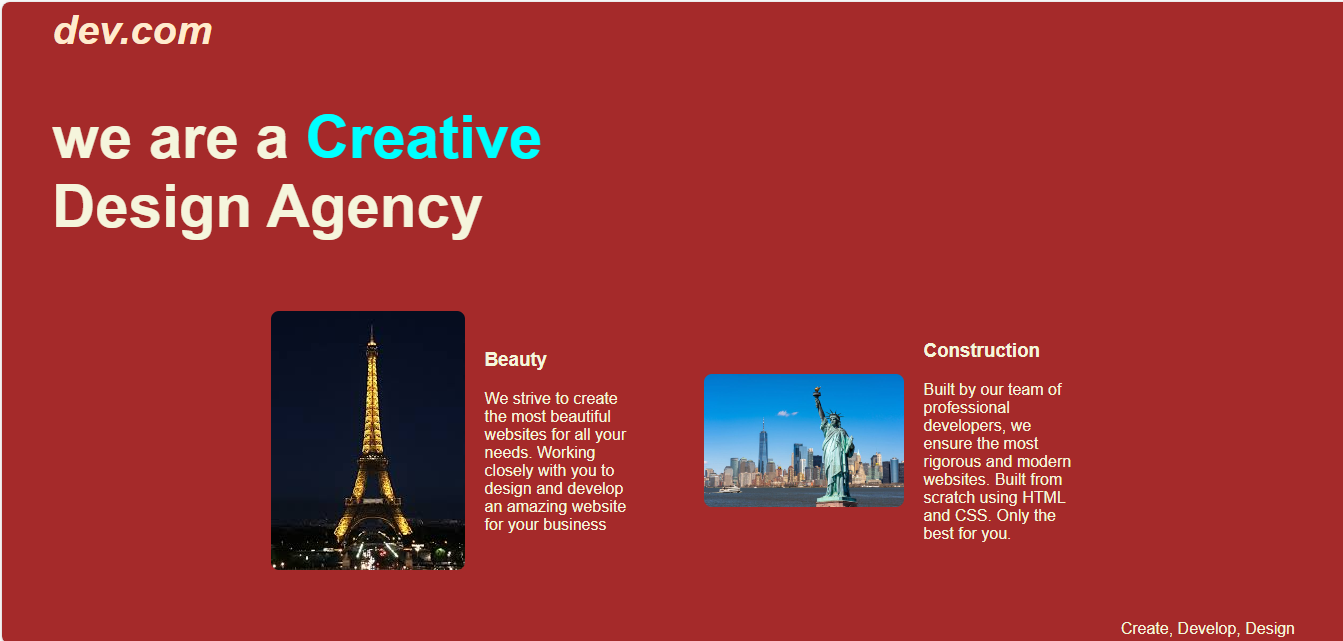 dev.com
we are a Creative
Design Agency
Beauty
We strive to create
the most beautiful
websites for all your
needs. Working
closely with you to
design and develop
an amazing website
for your business
Construction
Built by our team of
professional
developers, we
ensure the most
rigorous and modern
websites. Built from
scratch using HTML
and CSS. Only the
best for you.
Create, Develop, Design